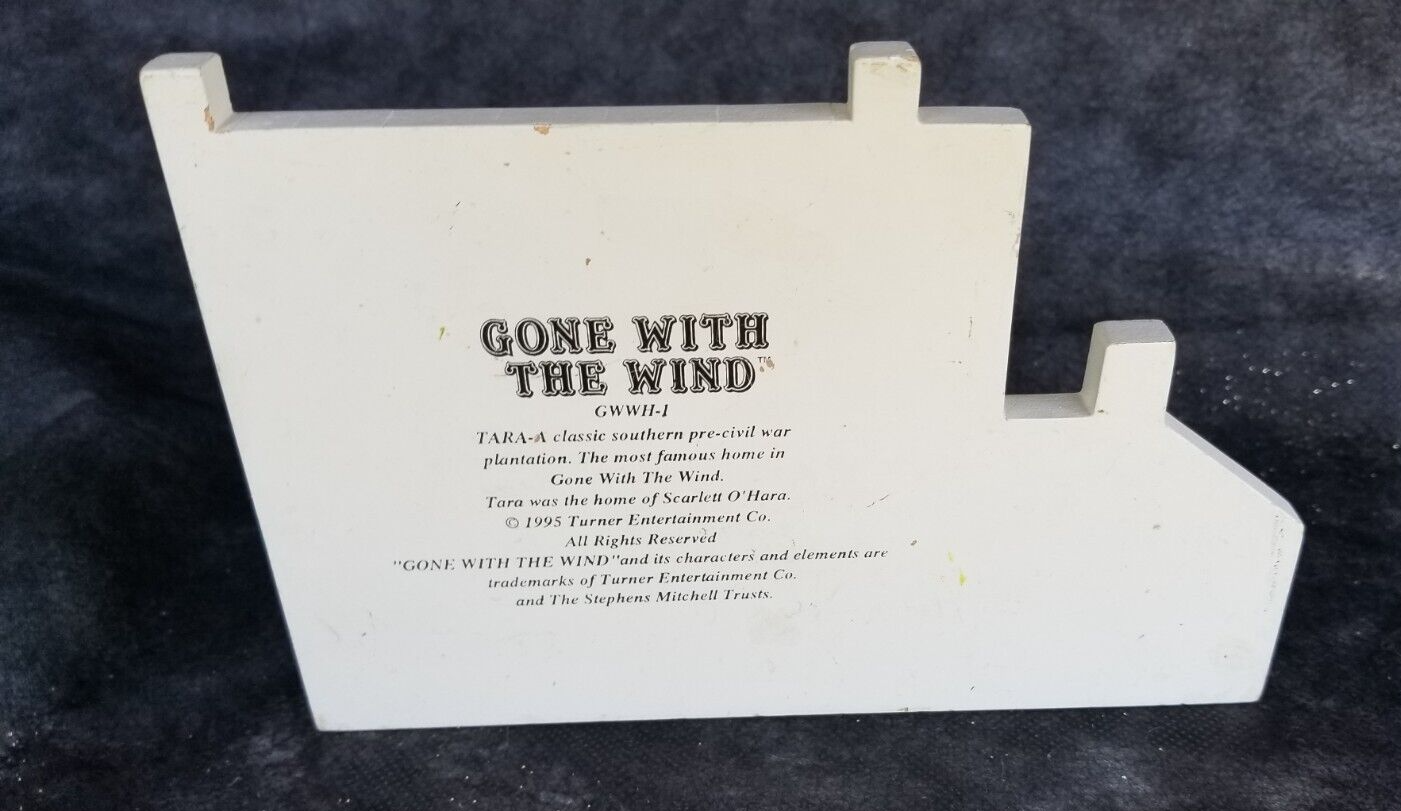 GONE WITH
THE WIND™
GWWH-1
TARA-A classic southern pre-civil war
plantation. The most famous home in
Gone With The Wind.
Tara was the home of Scarlett O'Hara.
© 1995 Turner Entertainment Co.
All Rights Reserved
"GONE WITH THE WIND"and its characters and elements are
trademarks of Turner Entertainment Co.
and The Stephens Mitchell Trusts.